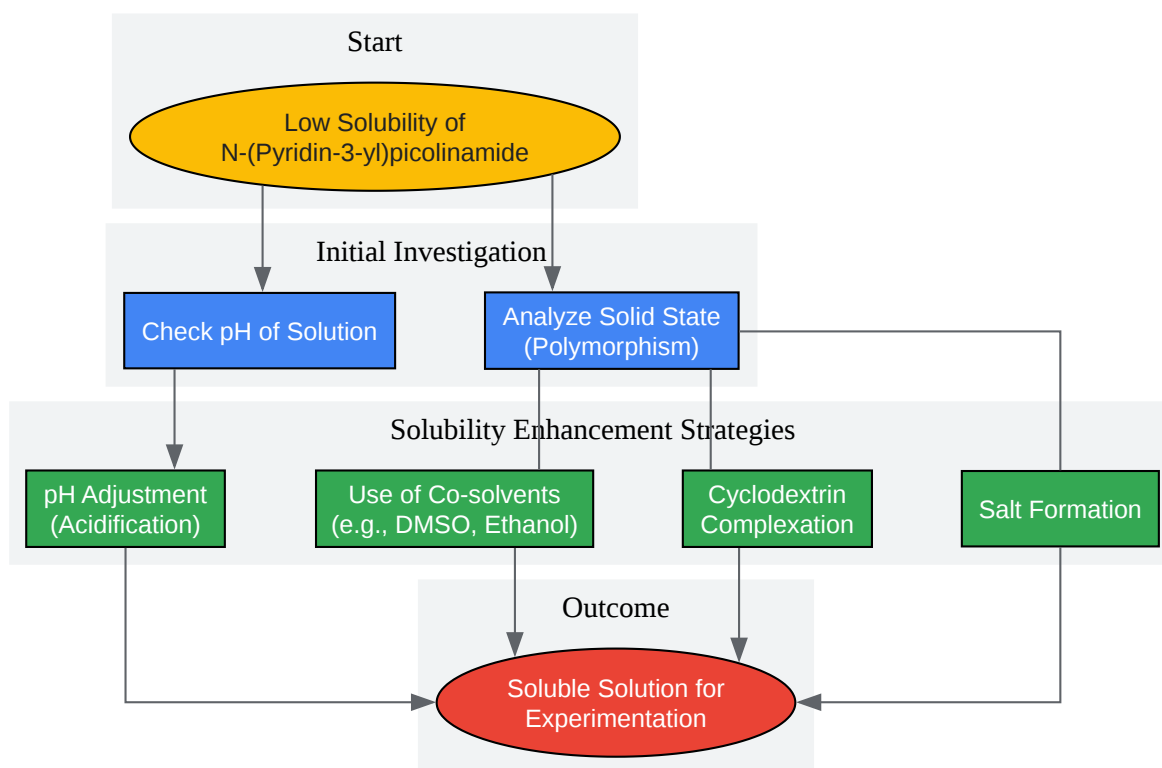 Start
Low Solubility of
N-(Pyridin-3-yl)picolinamide
Initial Investigation
Check pH of Solution
Analyze Solid State
(Polymorphism)
Solubility Enhancement Strategies
pH Adjustment
(Acidification)
Use of Co-solvents
(e.g., DMSO, Ethanol)
Cyclodextrin
Complexation
Salt Formation
Outcome
Soluble Solution for
Experimentation